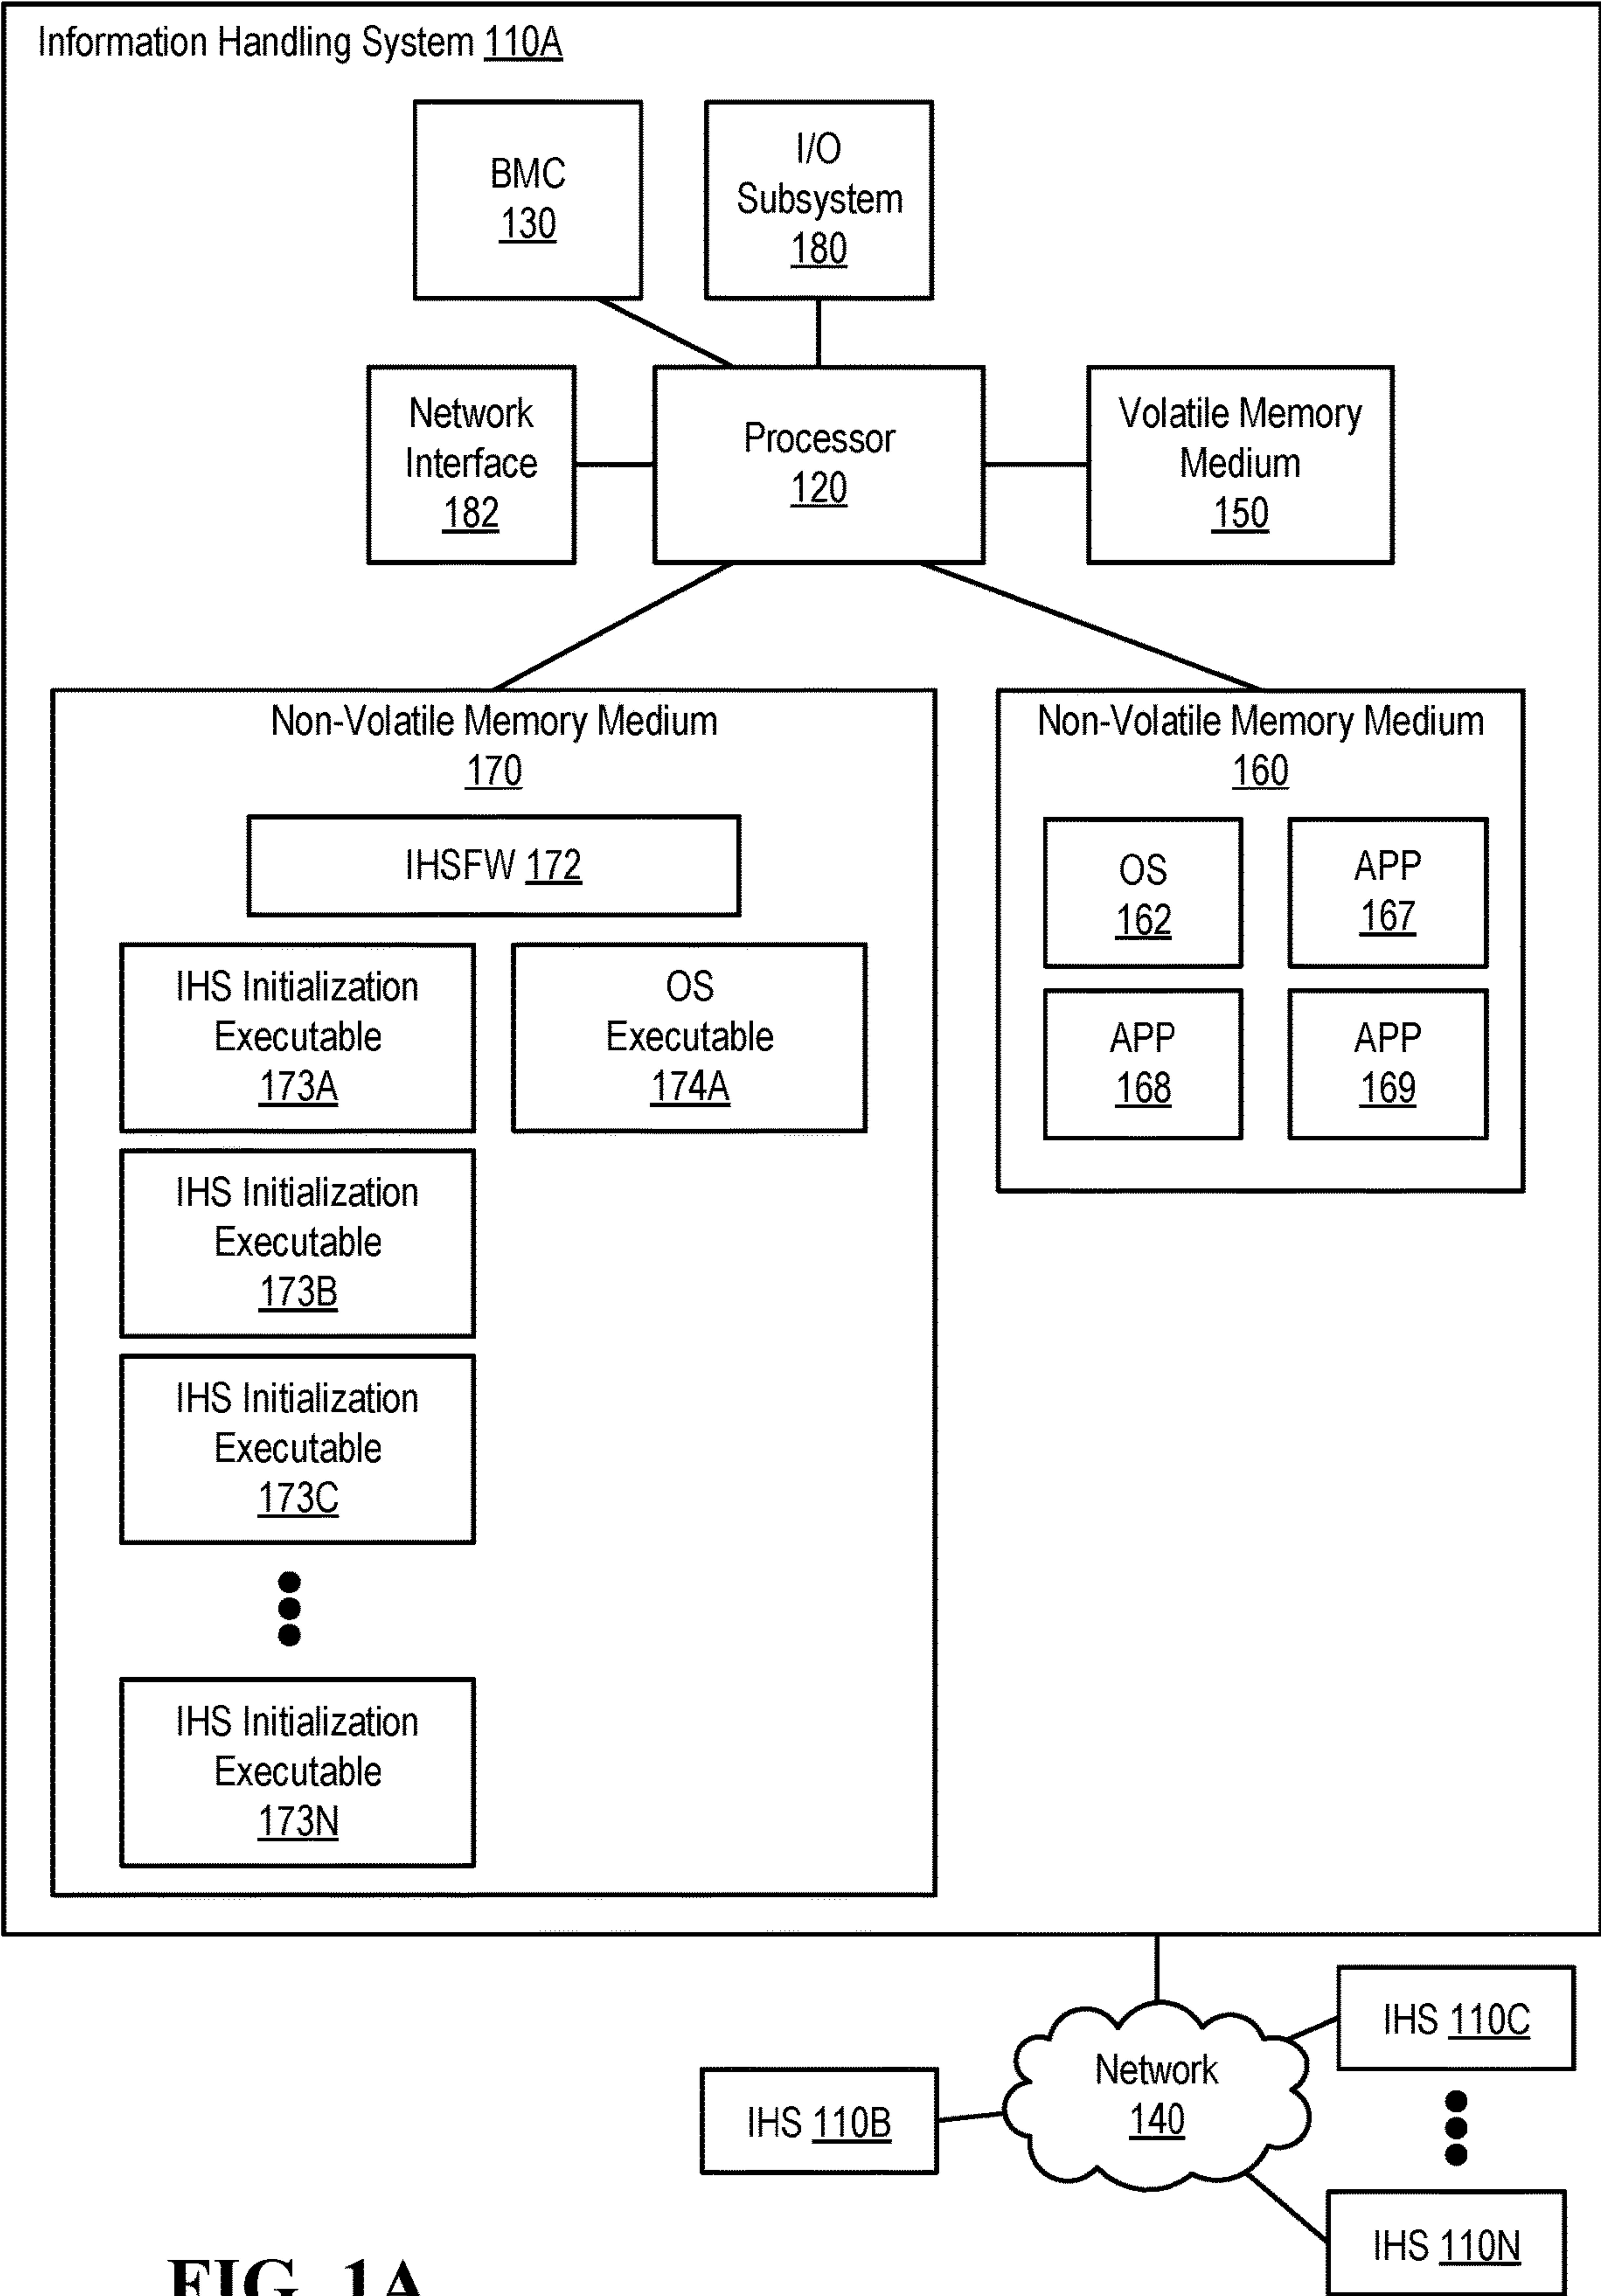 Information Handling System 110A
BMC
130
I/O
Subsystem
180
Network
Interface
182
Processor
120
Volatile Memory
Medium
150
Non-Volatile Memory Medium
170
IHSFW 172
IHS Initialization
Executable
173A
OS
Executable
174A
IHS Initialization
Executable
173B
IHS Initialization
Executable
173C
IHS Initialization
Executable
173N
Non-Volatile Memory Medium
160
OS
162
APP
167
APP
168
APP
169
Network
140
IHS 110B
IHS 110C
IHS 110N
FIG. 1A